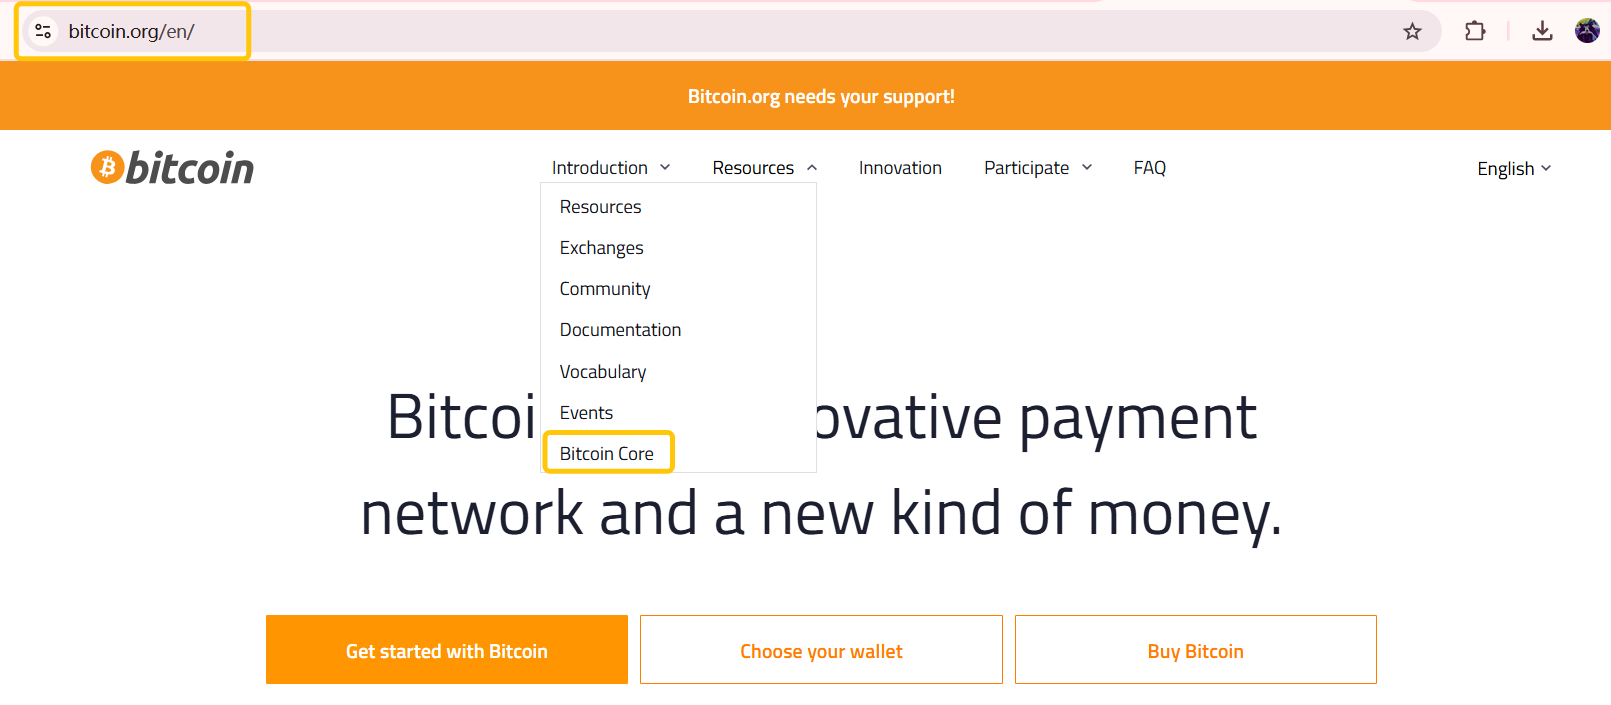 bitcoin.org/en/
Bitcoin.org needs your support!
bitcoin
Introduction Resources Innovation Participate FAQ English
Resources
Exchanges
Community
Documentation
Vocabulary
Events
Bitcoin Core
Bitcoi ovative payment
network and a new kind of money.
Get started with Bitcoin Choose your wallet Buy Bitcoin